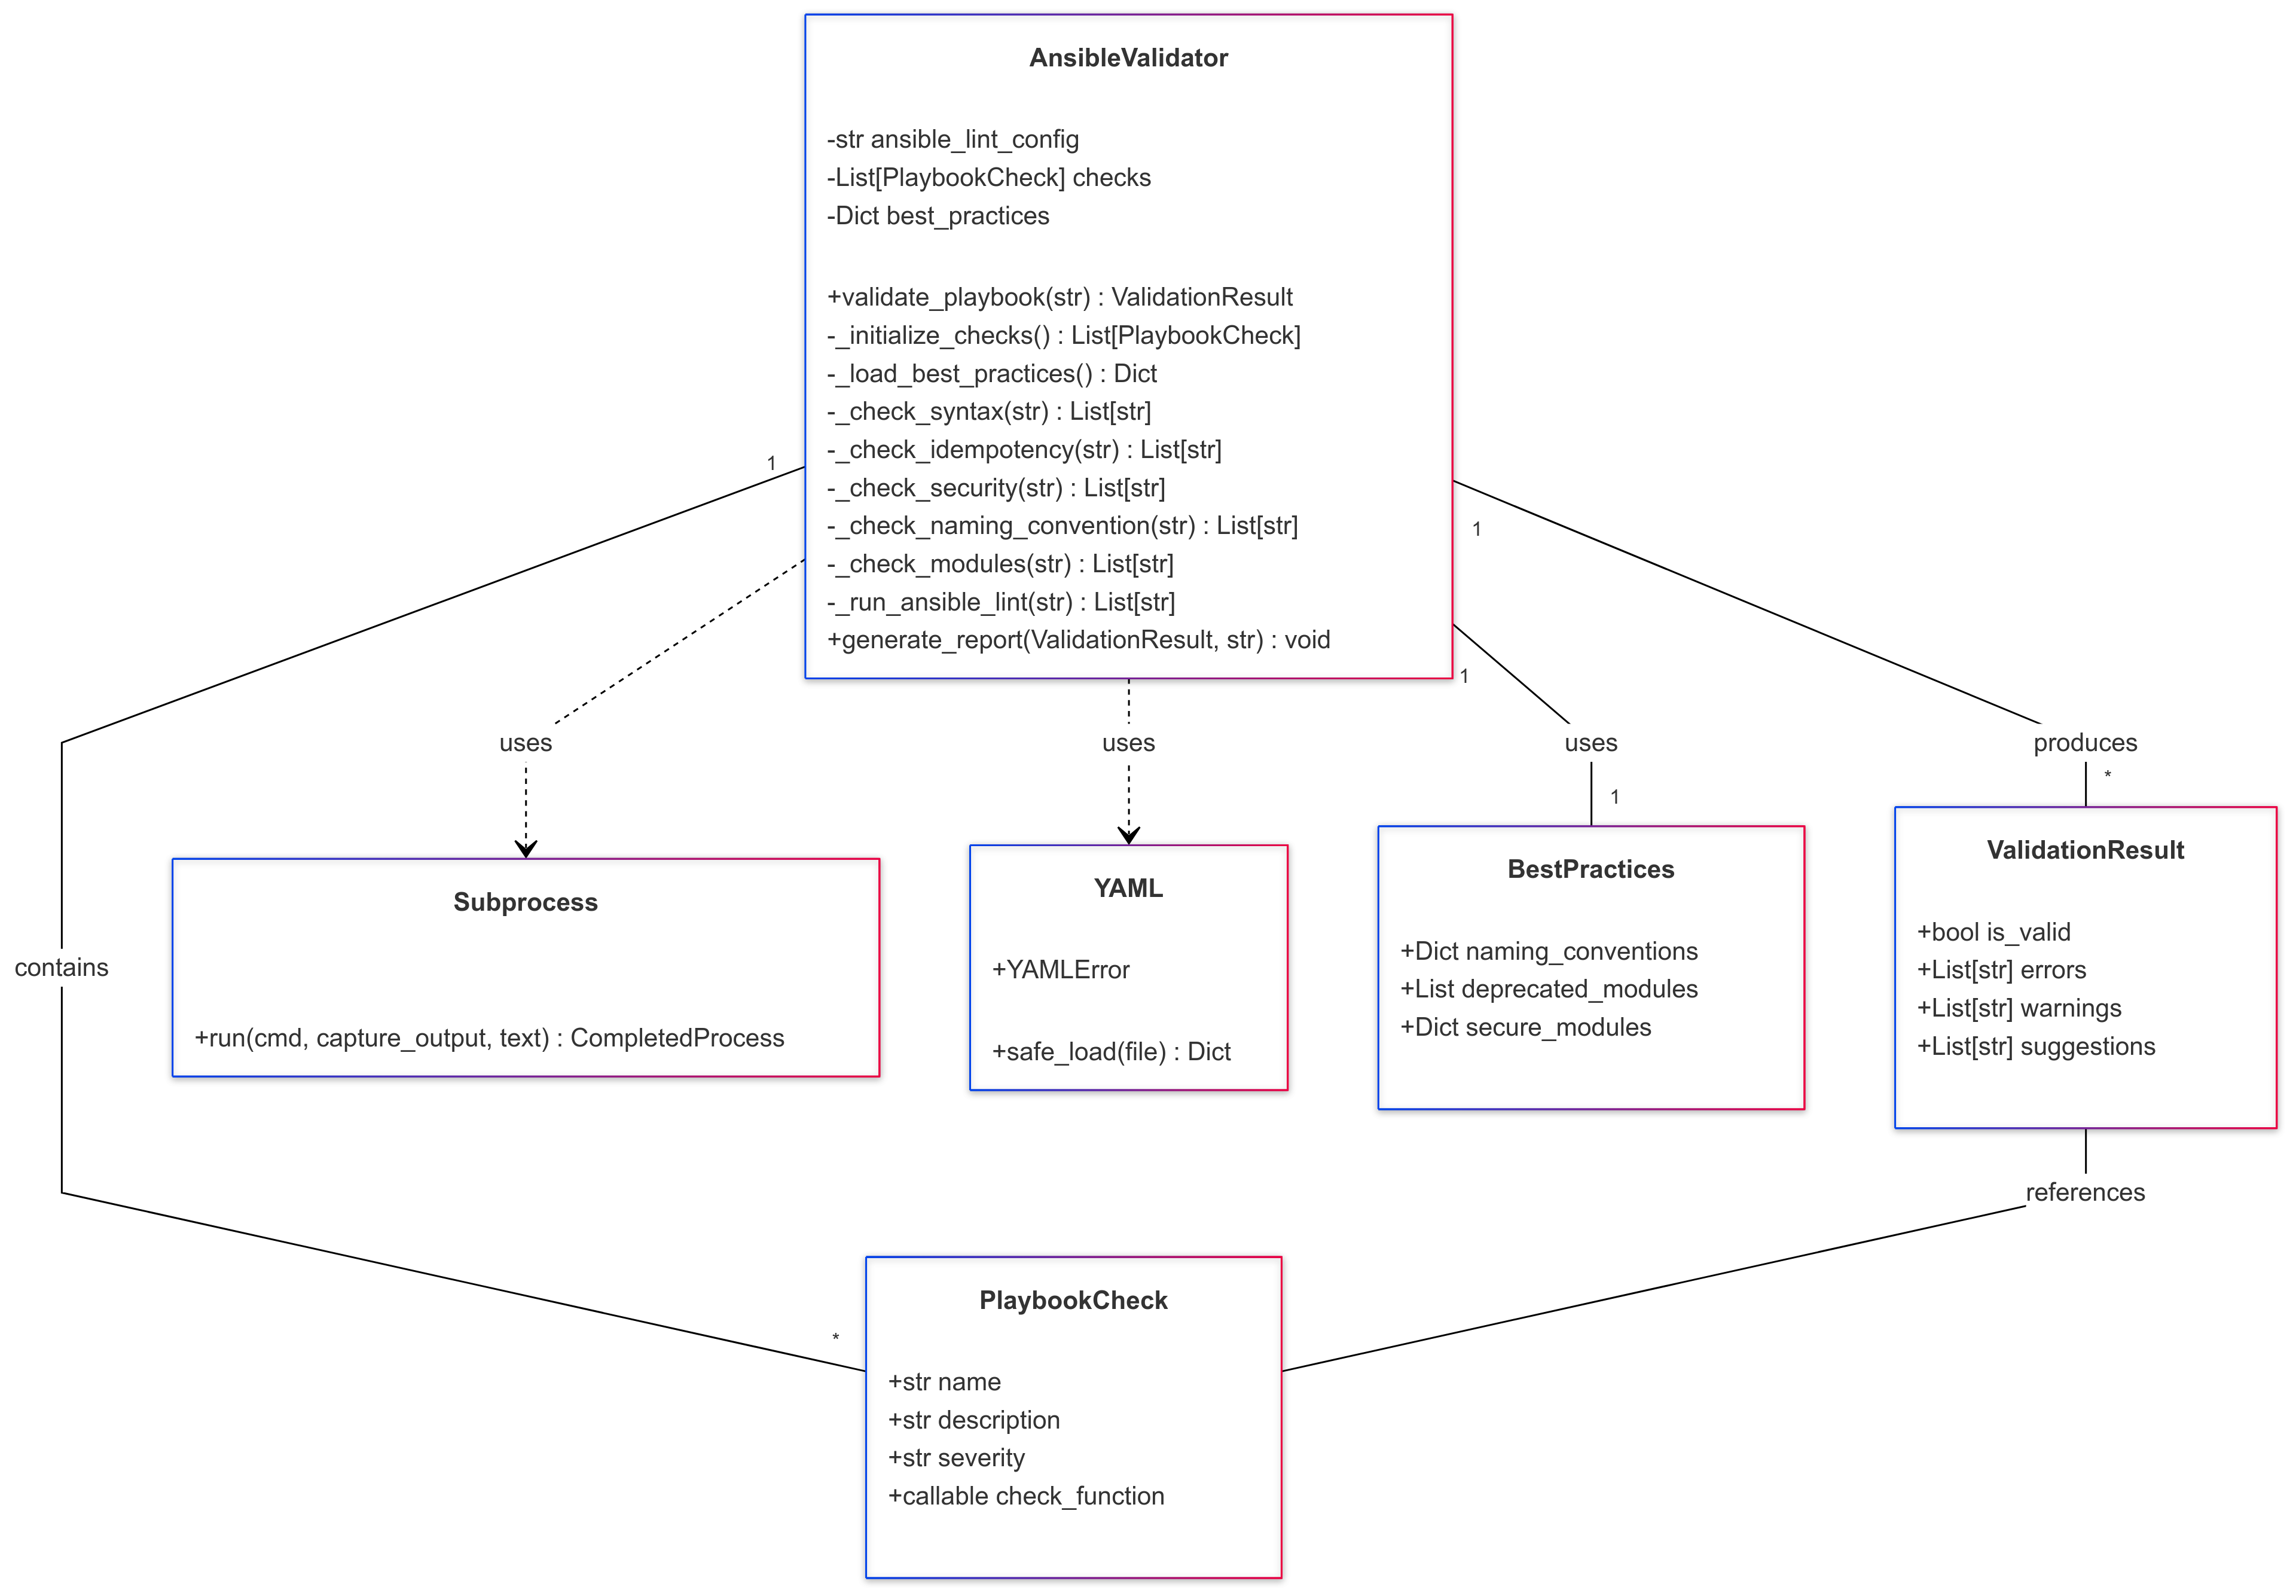 AnsibleValidator
-str ansible_lint_config
-List[PlaybookCheck] checks
-Dict best_practices
+validate_playbook(str) : ValidationResult
-_initialize_checks() : List[PlaybookCheck]
-_load_best_practices() : Dict
-_check_syntax(str) : List[str]
-_check_idempotency(str) : List[str]
-_check_security(str) : List[str]
-_check_naming_convention(str) : List[str]
-_check_modules(str) : List[str]
-_run_ansible_lint(str) : List[str]
+generate_report(ValidationResult, str) : void
1
1
1
uses
uses
uses
produces
*
1
contains
Subprocess
+run(cmd, capture_output, text) : CompletedProcess
YAML
+YAMLError
+safe_load(file) : Dict
BestPractices
+Dict naming_conventions
+List deprecated_modules
+Dict secure_modules
ValidationResult
+bool is_valid
+List[str] errors
+List[str] warnings
+List[str] suggestions
references
*
PlaybookCheck
+str name
+str description
+str severity
+callable check_function